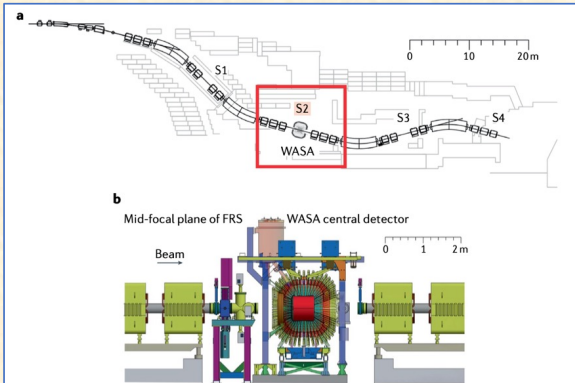 a
S1
S2
WASA
S3
S4
0 10 20 m
b
Mid-focal plane of FRS WASA central detector
Beam
0 1 2 m